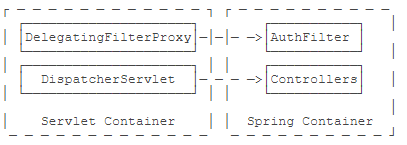 DelegatingFilterProxy AuthFilter
DispatcherServlet Controllers
Servlet Container Spring Container